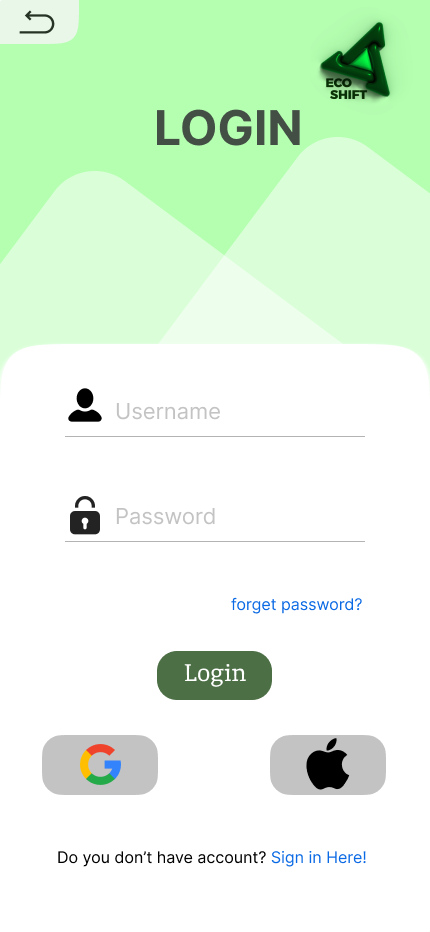 ECO
SHIFT
LOGIN
Username
Password
forget password?
Login
Do you don’t have account? Sign in Here!